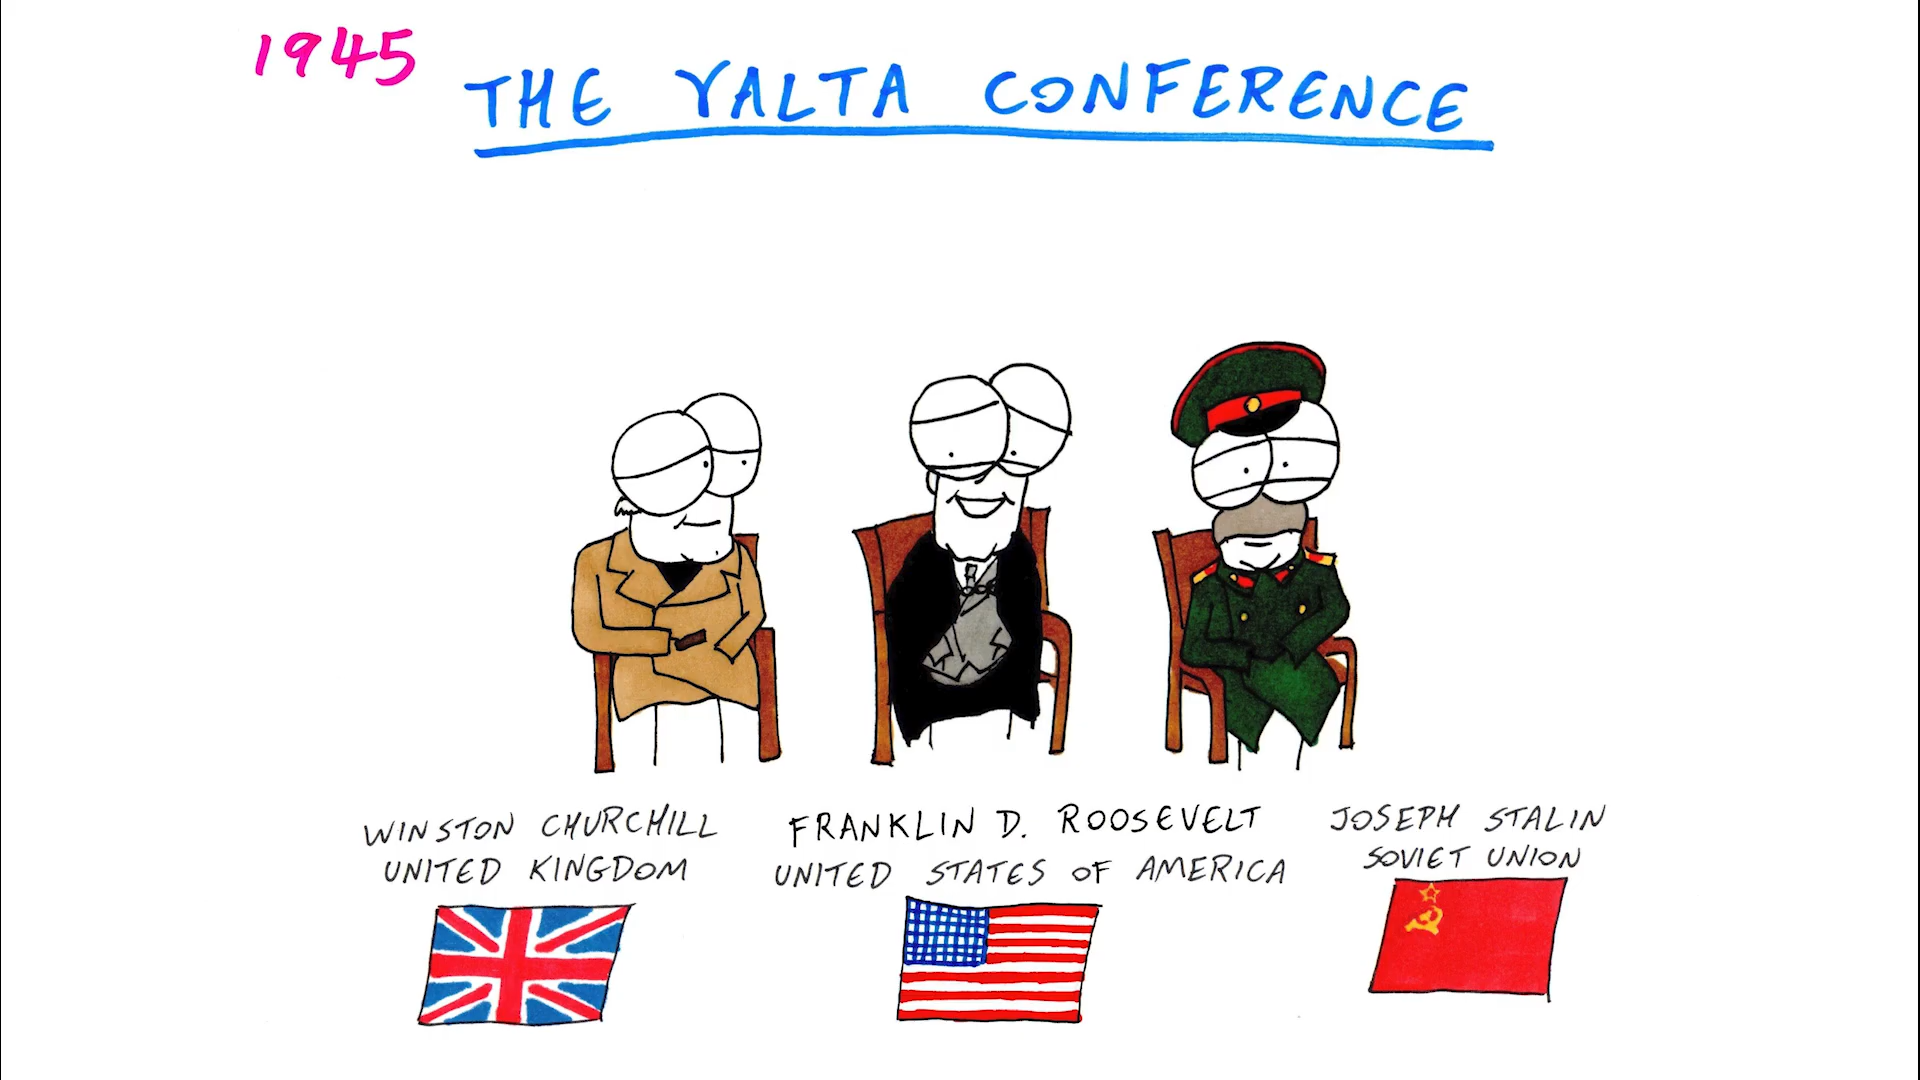 1945
THE YALTA CONFERENCE
WINSTON CHURCHILL
UNITED KINGDOM
FRANKLIN D. ROOSEVELT
UNITED STATES OF AMERICA
JOSEPH STALIN
SOVIET UNION